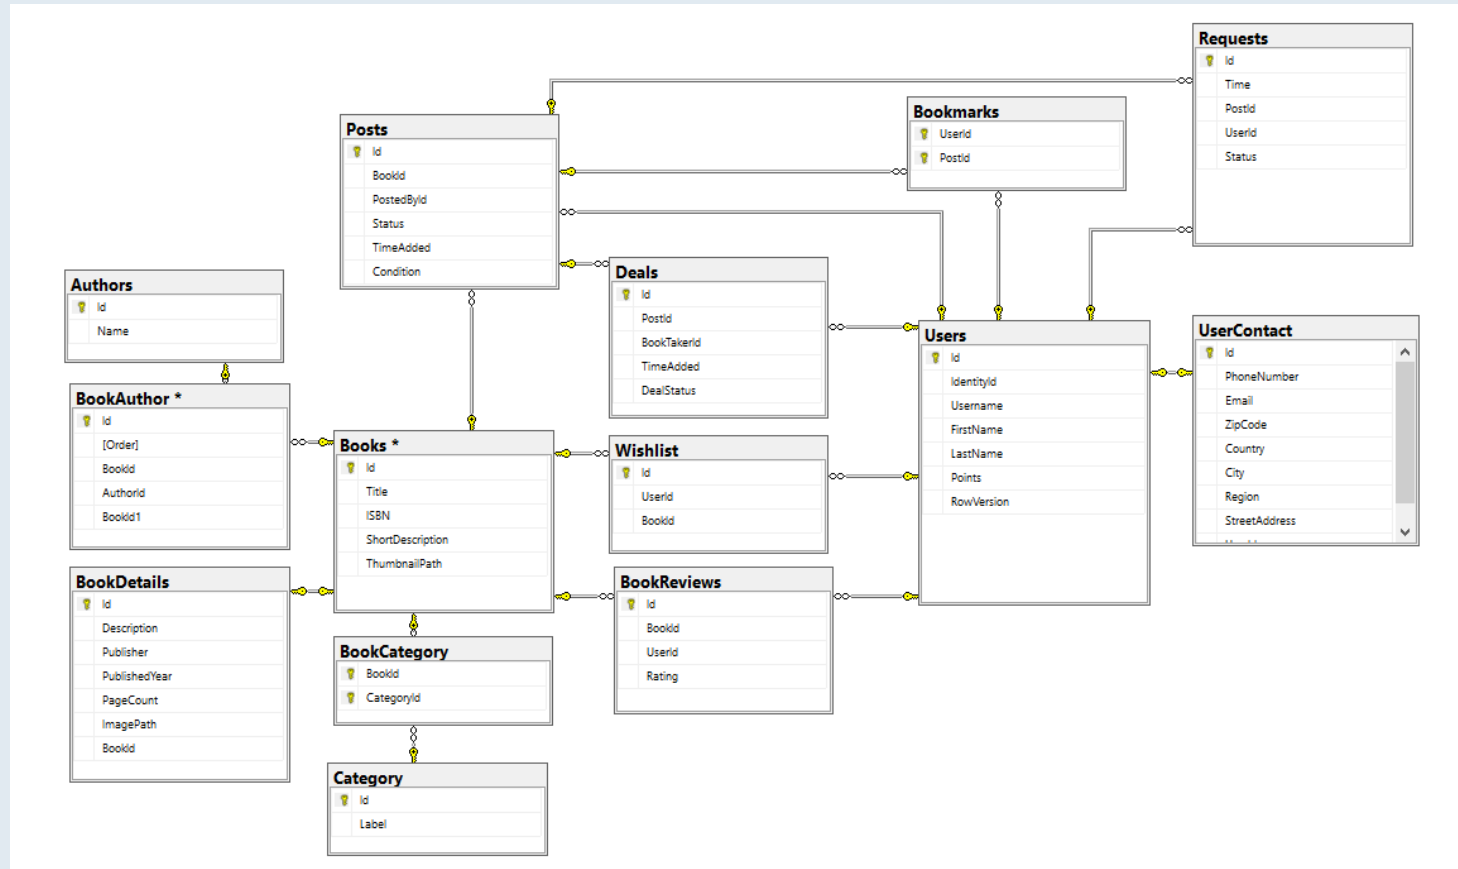 Requests
Id
Time
PostId
UserId
Status
Bookmarks
UserId
PostId
Posts
Id
BookId
PostedById
Status
TimeAdded
Condition
Deals
Id
PostId
BookTakerId
TimeAdded
DealStatus
Authors
Id
Name
Users
Id
IdentityId
Username
FirstName
LastName
Points
RowVersion
UserContact
Id
PhoneNumber
Email
ZipCode
Country
City
Region
StreetAddress
BookAuthor *
Id
[Order]
BookId
AuthorId
BookId1
Books *
Id
Title
ISBN
ShortDescription
ThumbnailPath
Wishlist
Id
UserId
BookId
BookDetails
Id
Description
Publisher
PublishedYear
PageCount
ImagePath
BookId
BookReviews
Id
BookId
UserId
Rating
BookCategory
BookId
CategoryId
Category
Id
Label